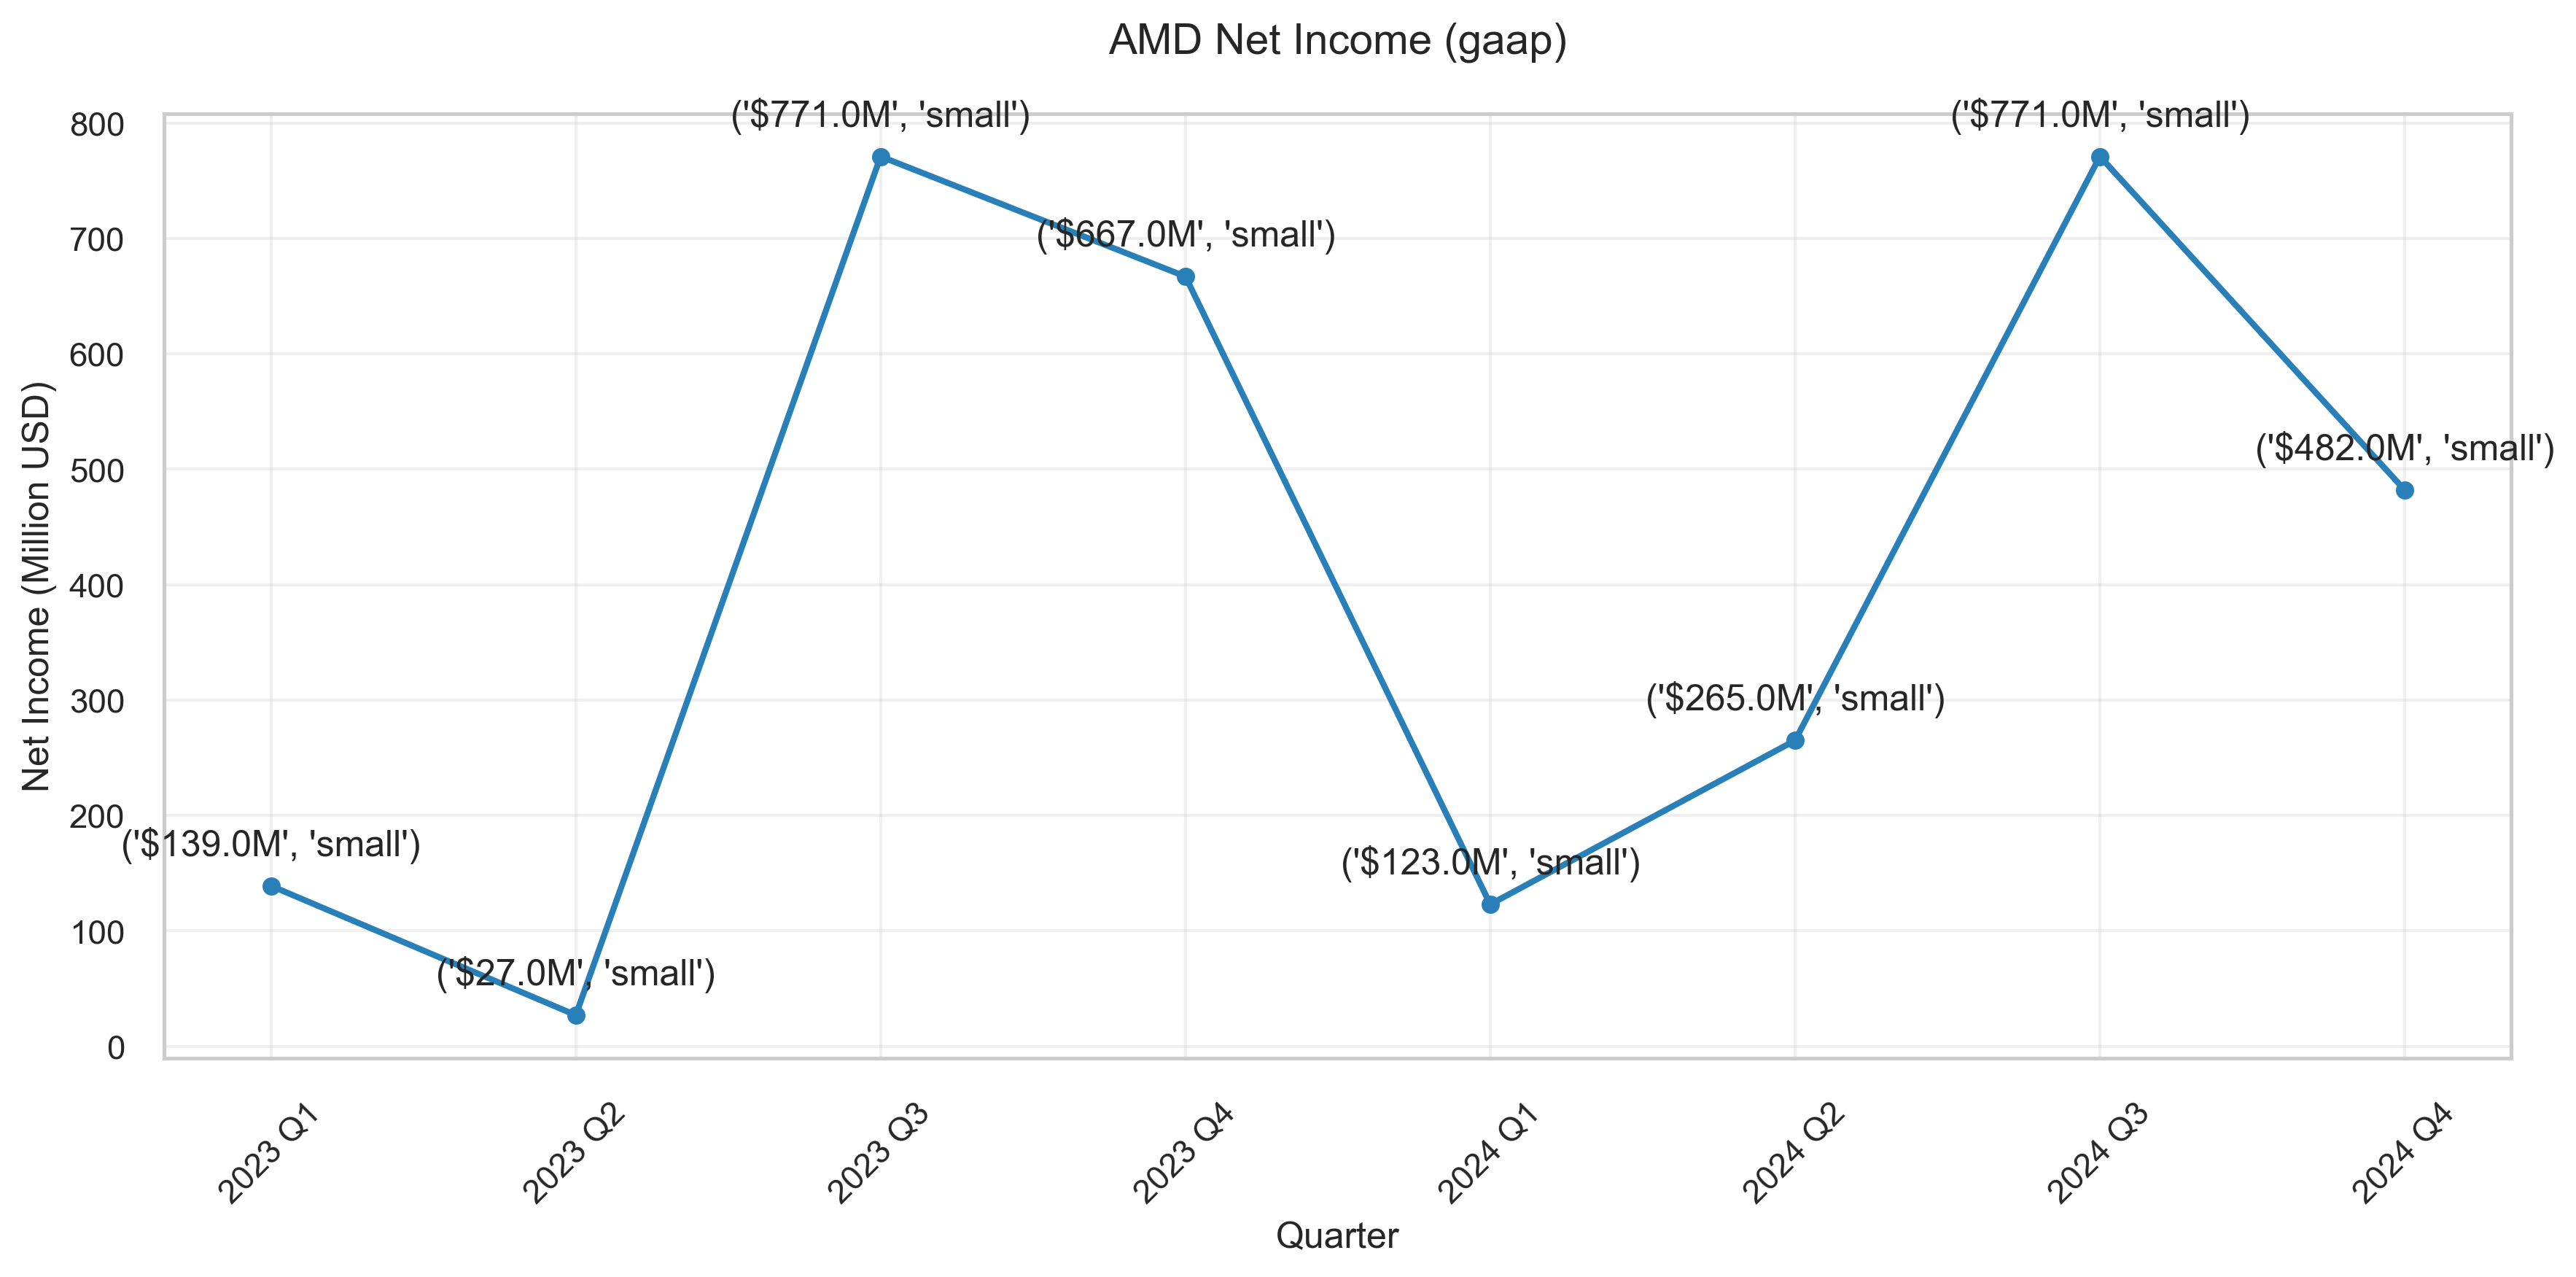 AMD Net Income (gaap)
Net Income (Million USD)
800
700
600
500
400
300
200
100
0
('$139.0M', 'small')
('$27.0M', 'small')
('$771.0M', 'small')
('$667.0M', 'small')
('$123.0M', 'small')
('$265.0M', 'small')
('$771.0M', 'small')
('$482.0M', 'small')
2023 Q1
2023 Q2
2023 Q3
2023 Q4
2024 Q1
2024 Q2
2024 Q3
2024 Q4
Quarter